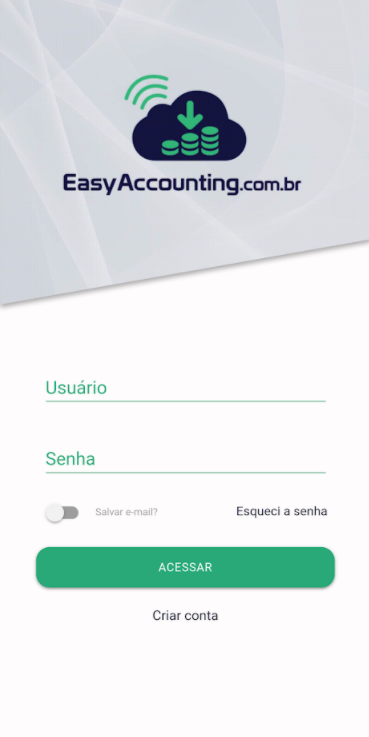 EasyAccounting.com.br
Usuário
Senha
Salvar e-mail? Esqueci a senha
ACESSAR
Criar conta